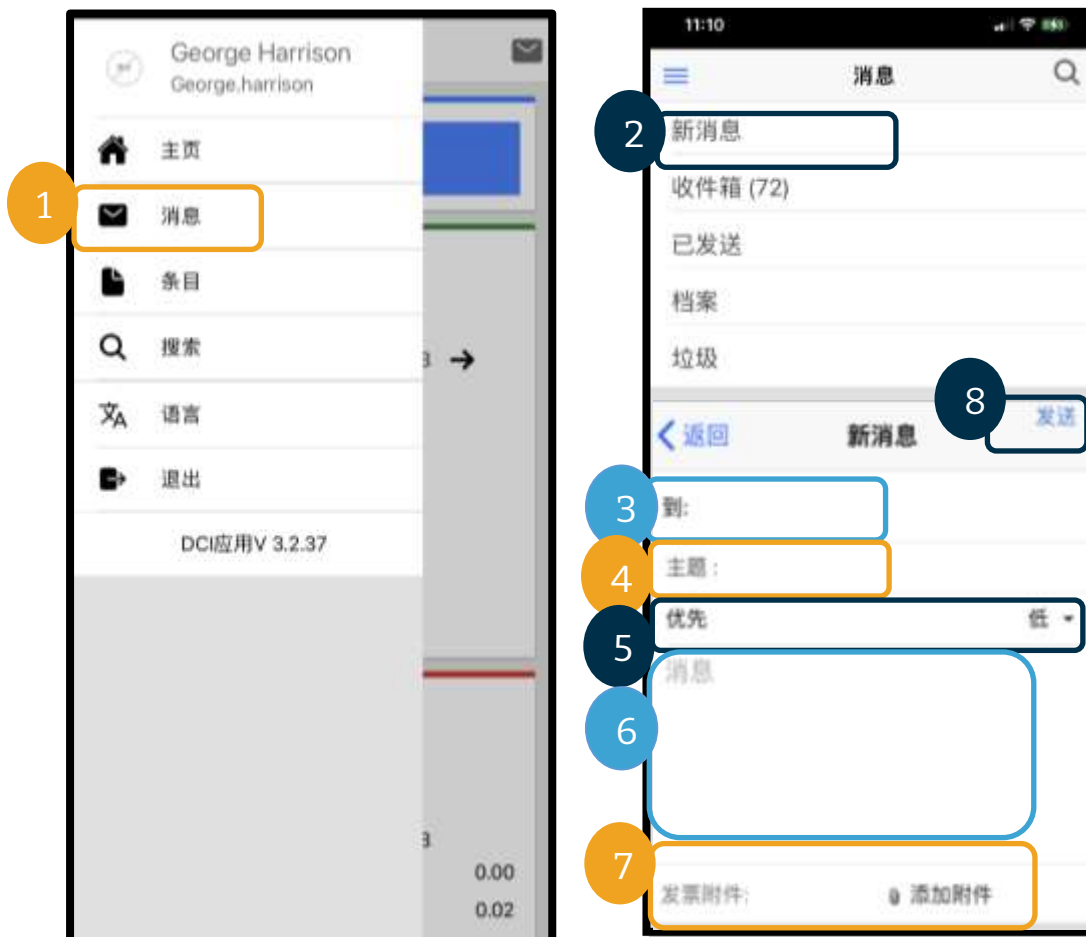 George Harrison
George.harrison
主页
1
消息
条目
搜索
语言
退出
DCI应用V 3.2.37
0.00
0.02
11:10
消息
2
新消息
收件箱 (72)
已发送
档案
垃圾
8
返回
新消息
发送
3
到:
4
主题 :
5
优先
低
6
消息
7
发票附件:
添加附件